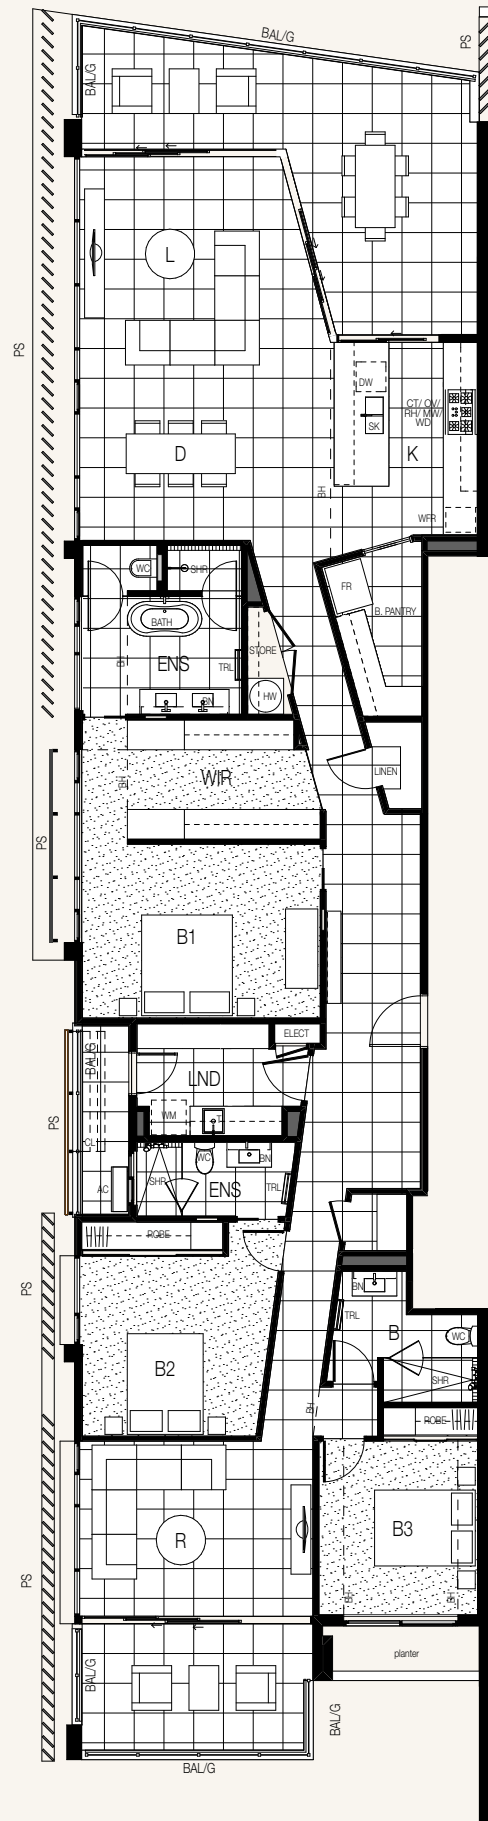 BAL/G
PS
BAL/G
L
PS
DW
CT/ OV/
RH/ MW/
WD
SK
K
D
BH
WFR
WC
SHR
FR
B. PANTRY
BATH
STORE
ENS
BH
TRL
BN
HW
WIR
BH
LINEN
PS
B1
ELECT
BAL/G
LND
WM
T
PS
CL
WC
BN
SHR
ENS
TRL
AC
ROBE
PS
BN
TRL
B
WC
SHR
B2
BH
ROBE
R
B3
PS
BH
BH
planter
BAL/G
BAL/G
BAL/G